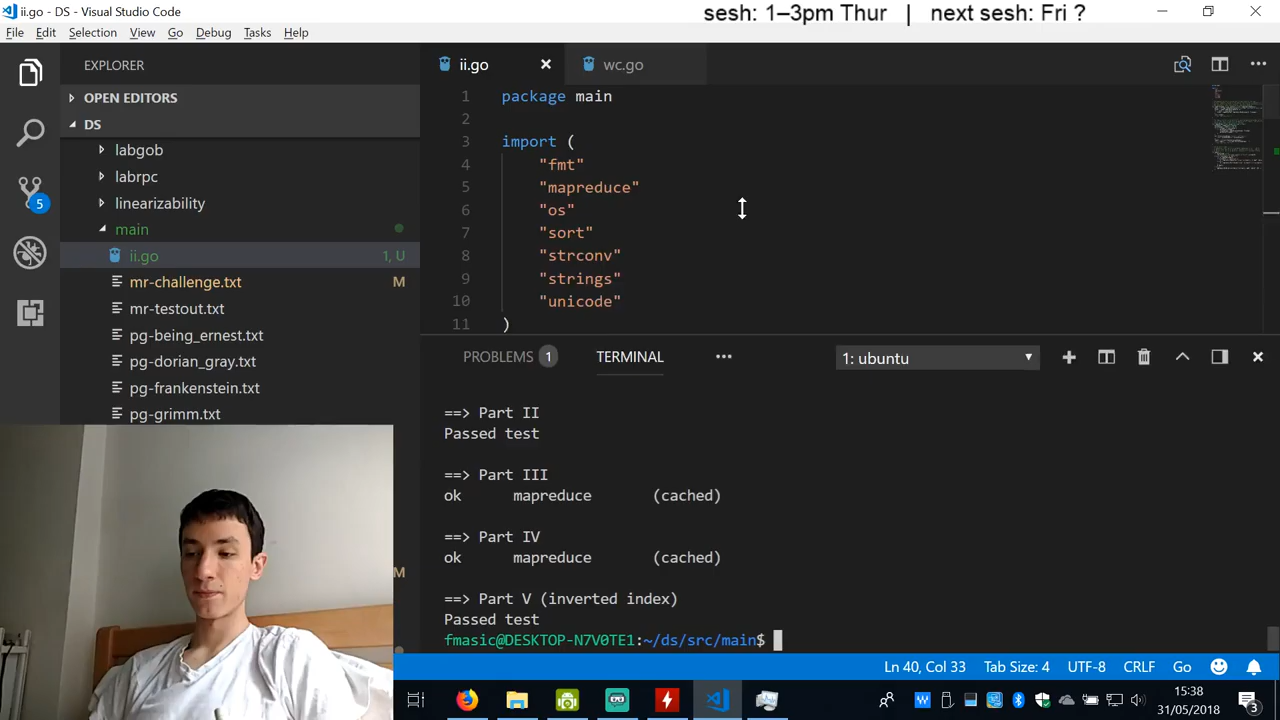 ii.go - DS - Visual Studio Code
sesh: 1–3pm Thur | next sesh: Fri ?
File Edit Selection View Go Debug Tasks Help
EXPLORER
OPEN EDITORS
DS
labgob
labrpc
linearizability
main
ii.go 1, U
mr-challenge.txt M
mr-testout.txt
pg-being_ernest.txt
pg-dorian_gray.txt
pg-frankenstein.txt
pg-grimm.txt
M
5
ii.go wc.go
1 package main
2
3 import (
4 "fmt"
5 "mapreduce"
6 "os"
7 "sort"
8 "strconv"
9 "strings"
10 "unicode"
11 )
PROBLEMS 1 TERMINAL ••• 1: ubuntu
==> Part II
Passed test
==> Part III
ok mapreduce (cached)
==> Part IV
ok mapreduce (cached)
==> Part V (inverted index)
Passed test
fmasic@DESKTOP-N7V0TE1:~/ds/src/main$
Ln 40, Col 33 Tab Size: 4 UTF-8 CRLF Go
15:38
31/05/2018
3